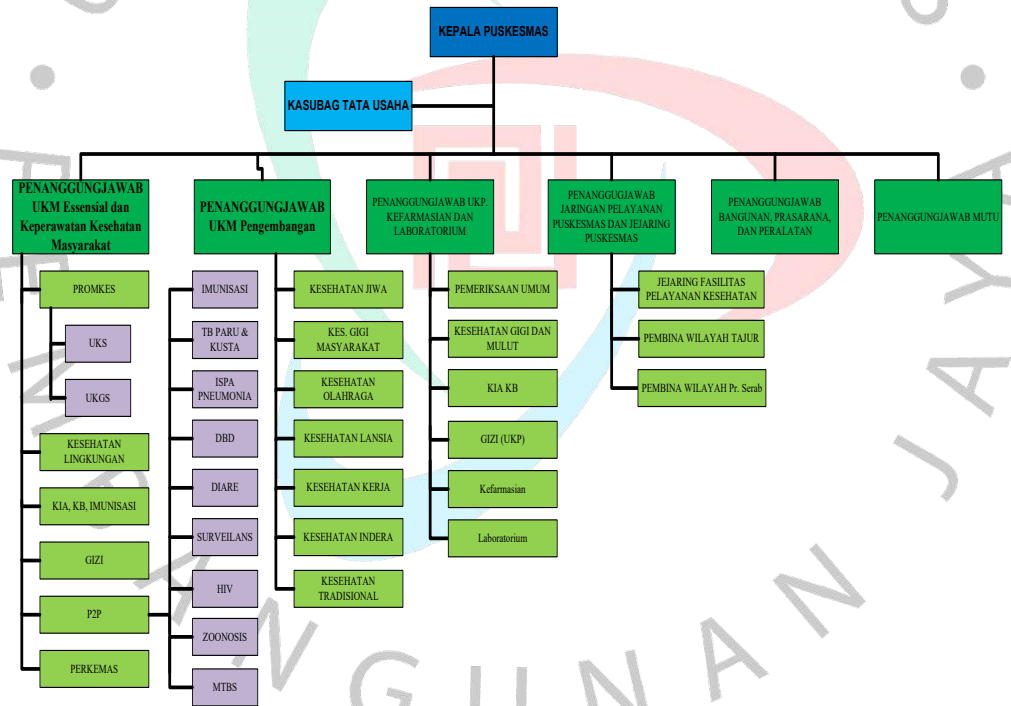 KEPALA PUSKESMAS
KASUBAG TATA USAHA
PENANGGUNGJAWAB
UKM Essensial dan
Keperawatan Kesehatan
Masyarakat
PROMKES
UKS
UKGS
KESEHATAN
LINGKUNGAN
KIA, KB, IMUNISASI
GIZI
P2P
PERKEMAS
IMUNISASI
TB PARU &
KUSTA
ISPA
PNEUMONIA
DBD
DIARE
SURVEILANS
HIV
ZOONOSIS
MTBS
PENANGGUNGJAWAB
UKM Pengembangan
KESEHATAN JIWA
KES. GIGI
MASYARAKAT
KESEHATAN
OLAHRAGA
KESEHATAN LANSIA
KESEHATAN KERJA
KESEHATAN INDERA
KESEHATAN
TRADISIONAL
PENANGGUNGJAWAB UKP.
KEFARMASIAN DAN
LABORATORIUM
PEMERIKSAAN UMUM
KESEHATAN GIGI DAN
MULUT
KIA KB
GIZI (UKP)
Kefarmasian
Laboratorium
PENANGGUGJAWAB
JARINGAN PELAYANAN
PUSKESMAS DAN JEJARING
PUSKESMAS
JEJARING FASILITAS
PELAYANAN KESEHATAN
PEMBINA WILAYAH TAJUR
PEMBINA WILAYAH Pr. Serab
PENANGGUNGJAWAB
BANGUNAN, PRASARANA,
DAN PERALATAN
PENANGGUNGJAWAB MUTU
PEMBANGUNAN JAYA